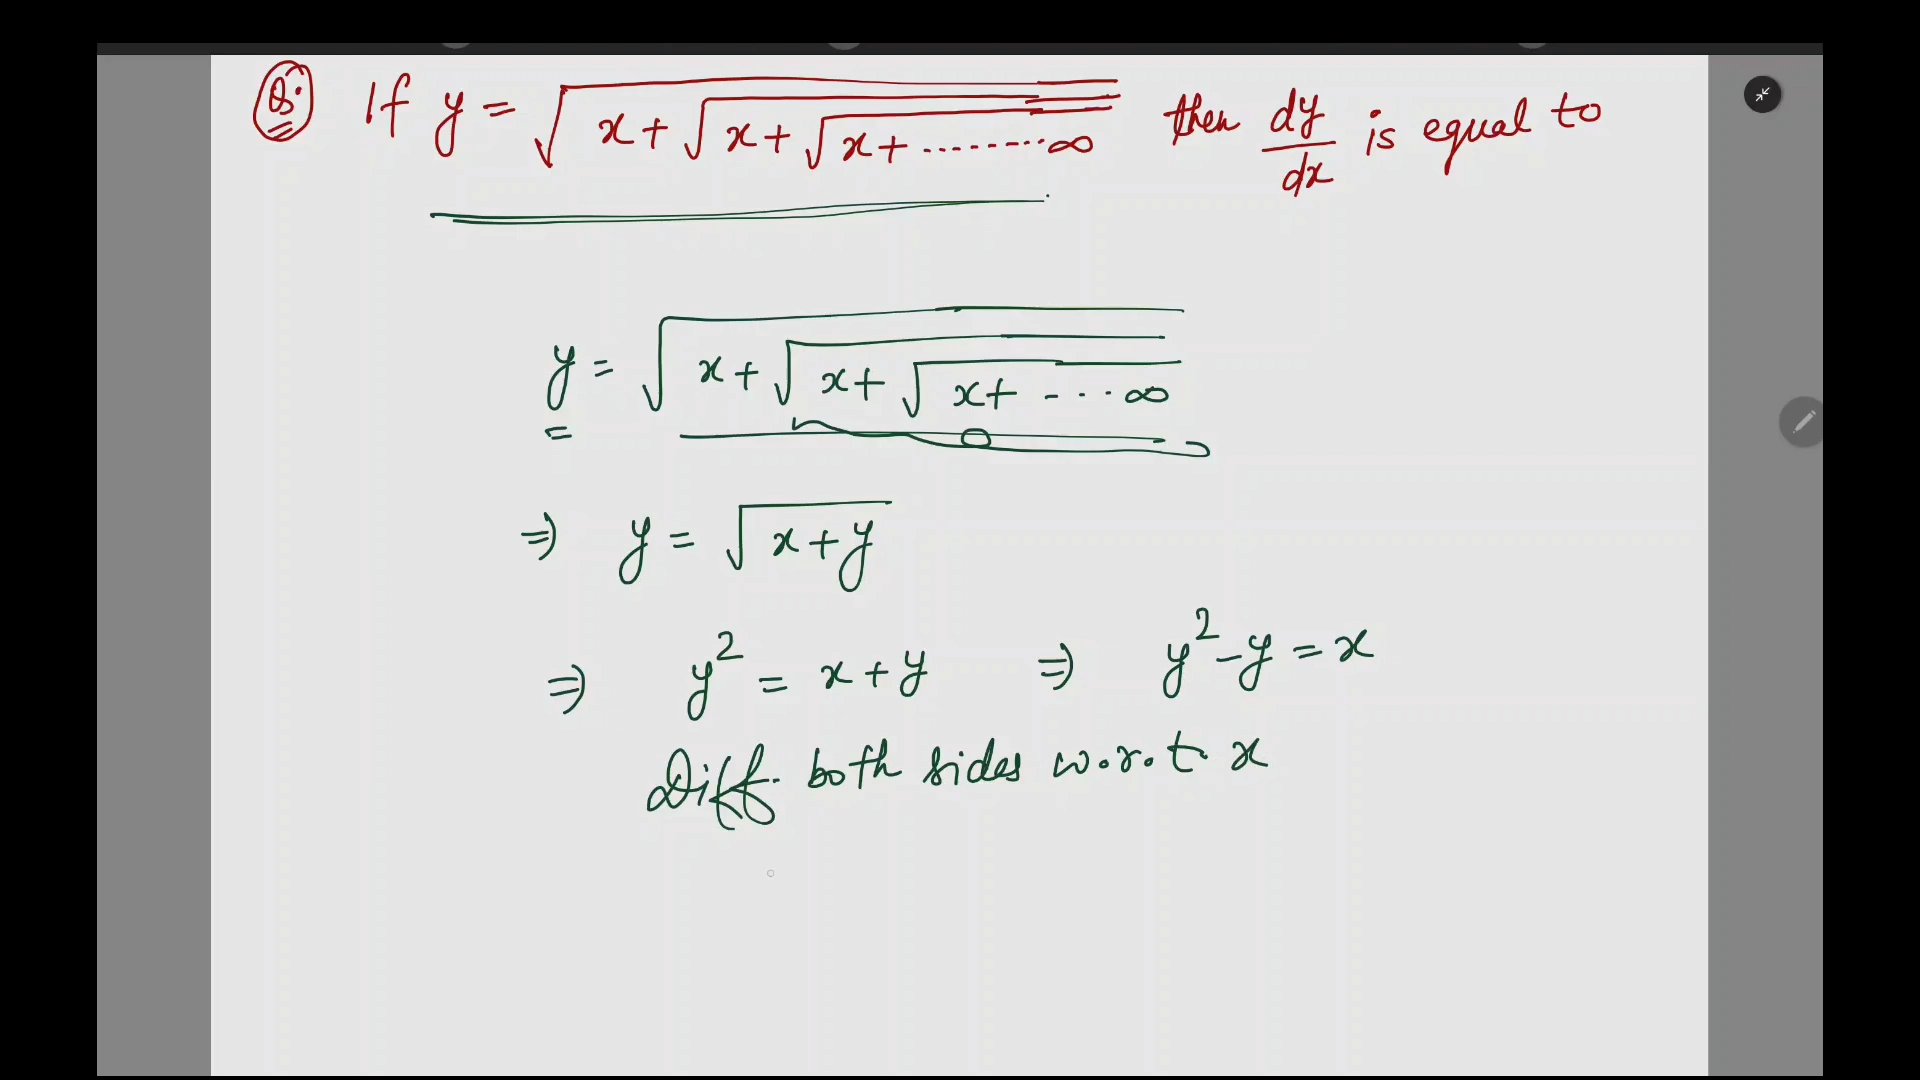 Q. If y = √(x + √(x + √(x + ........ ∞))) then dy/dx is equal to
y = √(x + √(x + √(x + - - - ∞)))
⇒ y = √(x + y)
⇒ y² = x + y ⇒ y² - y = x
Diff. both sides w.r.t. x